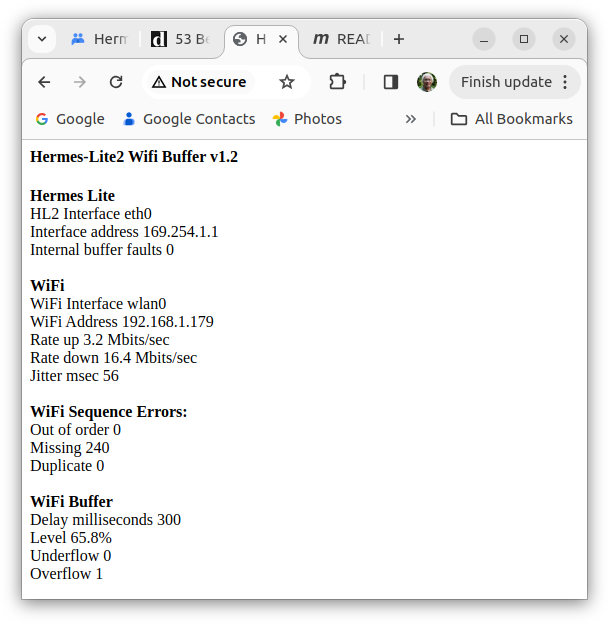 Herm
53 Be
H
READ
Not secure
Finish update
Google
Google Contacts
Photos
All Bookmarks
Hermes-Lite2 Wifi Buffer v1.2
Hermes Lite
HL2 Interface eth0
Interface address 169.254.1.1
Internal buffer faults 0
WiFi
WiFi Interface wlan0
WiFi Address 192.168.1.179
Rate up 3.2 Mbits/sec
Rate down 16.4 Mbits/sec
Jitter msec 56
WiFi Sequence Errors:
Out of order 0
Missing 240
Duplicate 0
WiFi Buffer
Delay milliseconds 300
Level 65.8%
Underflow 0
Overflow 1